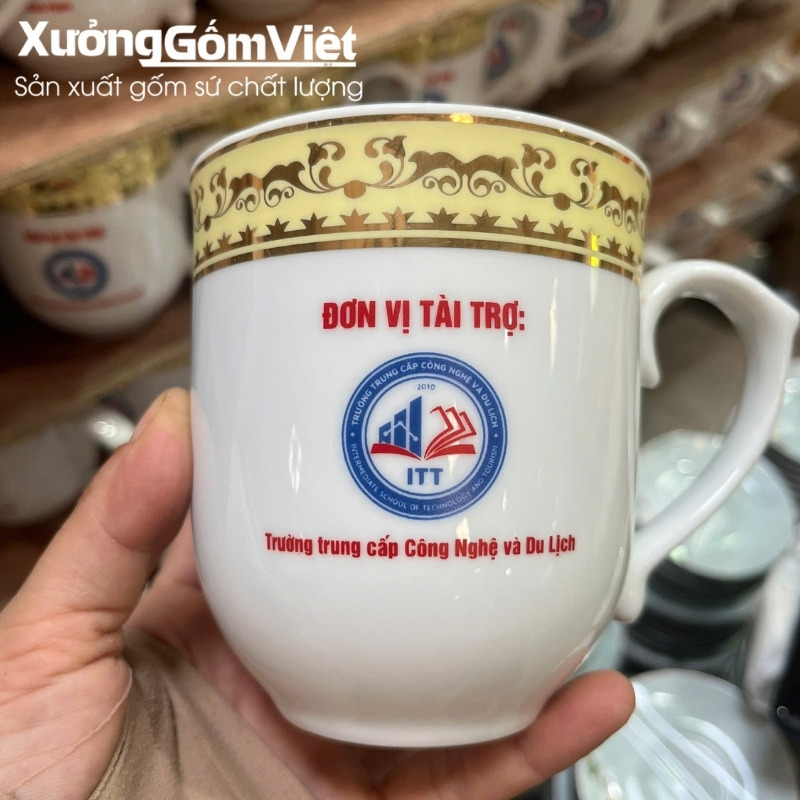 XưởngGốmViệt
Sản xuất gốm sứ chất lượng
ĐƠN VỊ TÀI TRỢ:
TRƯỜNG TRUNG CẤP CÔNG NGHỆ VÀ DU LỊCH
2010
ITT
INTERMEDIATE SCHOOL OF TECHNOLOGY AND TOURISM
Trường trung cấp Công Nghệ và Du Lịch